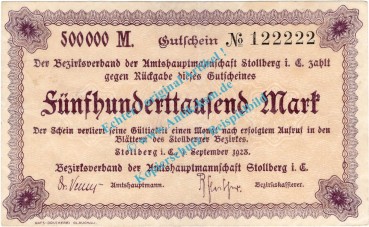 500000 M. Gutschein № 122222
Der Bezirksverband der Amtshauptmannschaft Stollberg i. E. zahlt
gegen Rückgabe dieses Gutscheines
Fünfhunderttausend Mark
Der Schein verliert seine Gültigkeit einen Monat nach erfolgtem Aufruf in den
Blättern des Stollberger Bezirkes.
Stollberg i. E., September 1923.
Bezirksverband der Amtshauptmannschaft Stollberg i. E.
Amtshauptmann. Bezirkskassierer.